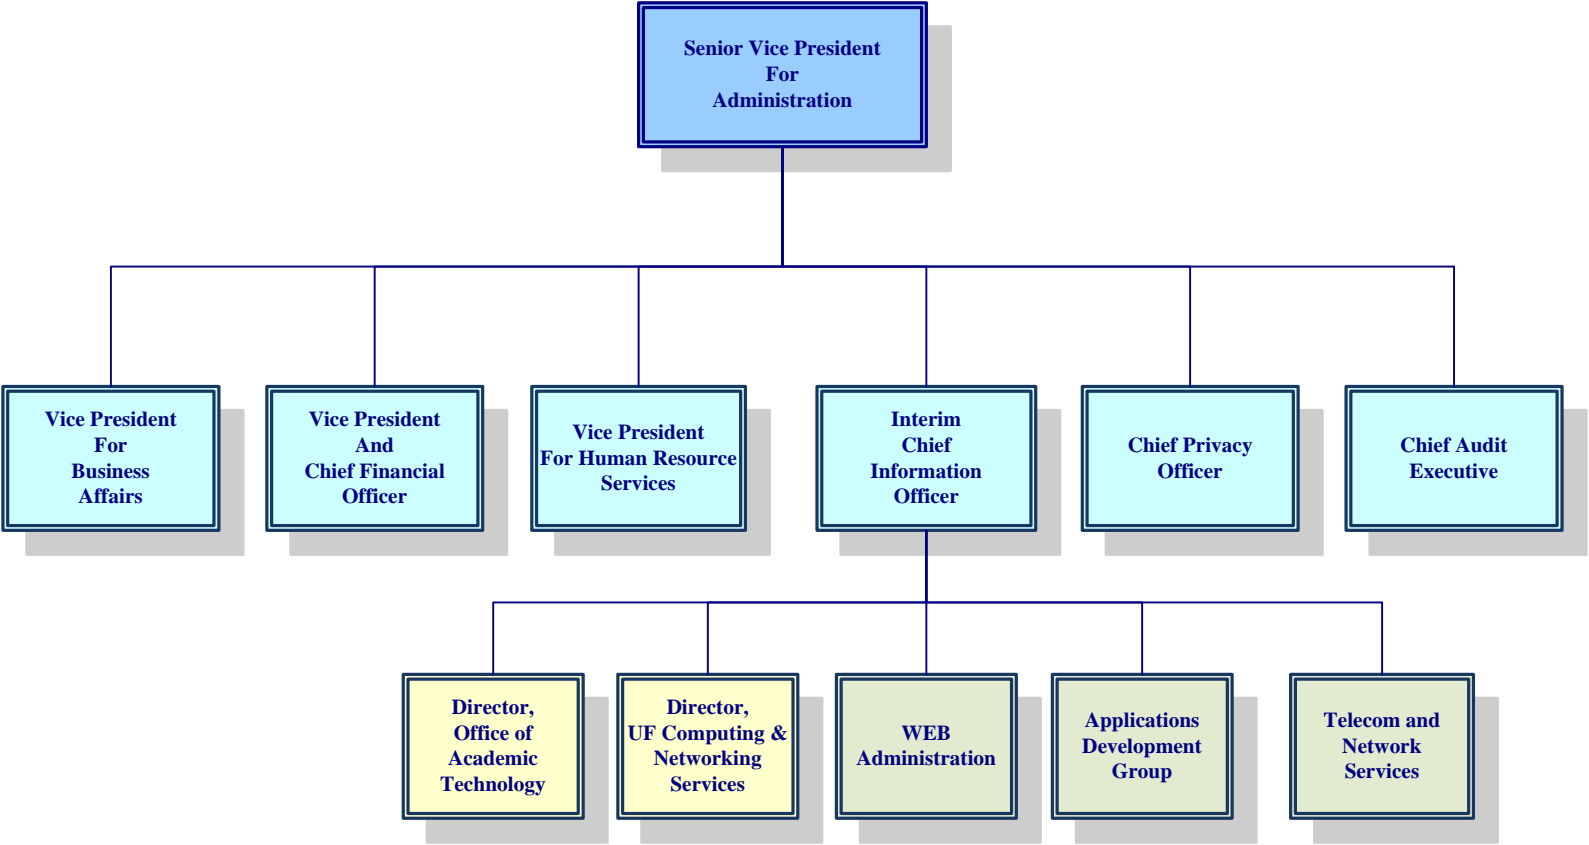 Senior Vice President
For
Administration
Vice President
For
Business
Affairs
Vice President
And
Chief Financial
Officer
Vice President
For Human Resource
Services
Interim
Chief
Information
Officer
Chief Privacy
Officer
Chief Audit
Executive
Director,
Office of
Academic
Technology
Director,
UF Computing &
Networking
Services
WEB
Administration
Applications
Development
Group
Telecom and
Network
Services